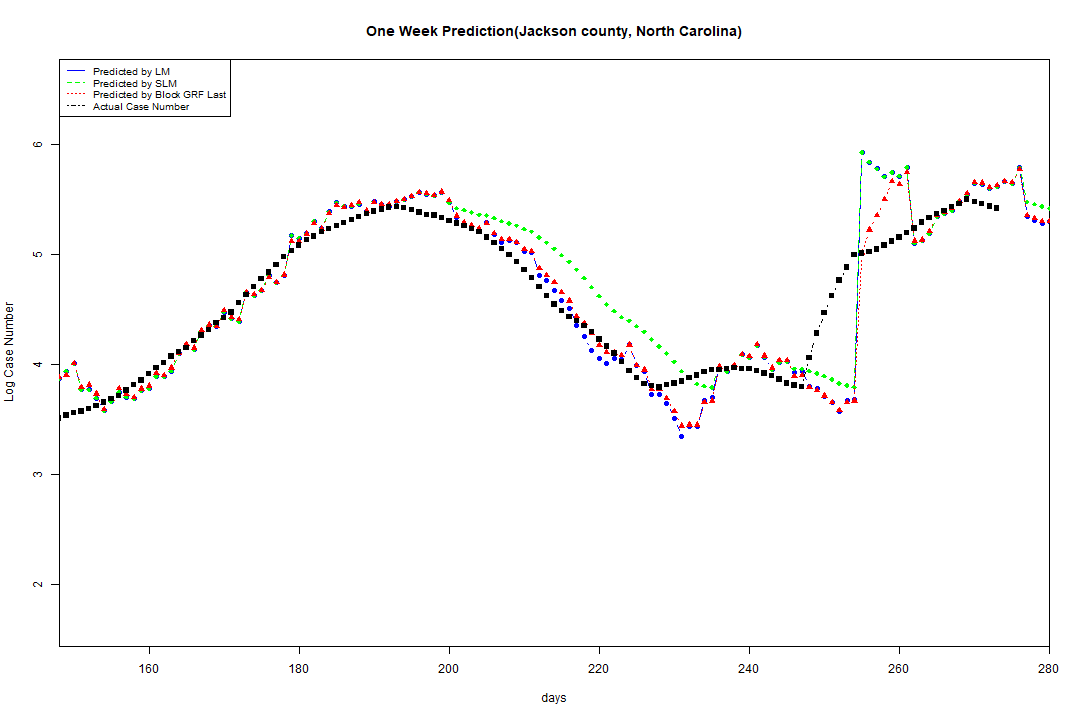 One Week Prediction(Jackson county, North Carolina)
Predicted by LM
Predicted by SLM
Predicted by Block GRF Last
Actual Case Number
6
5
4
3
2
Log Case Number
160 180 200 220 240 260 280
days